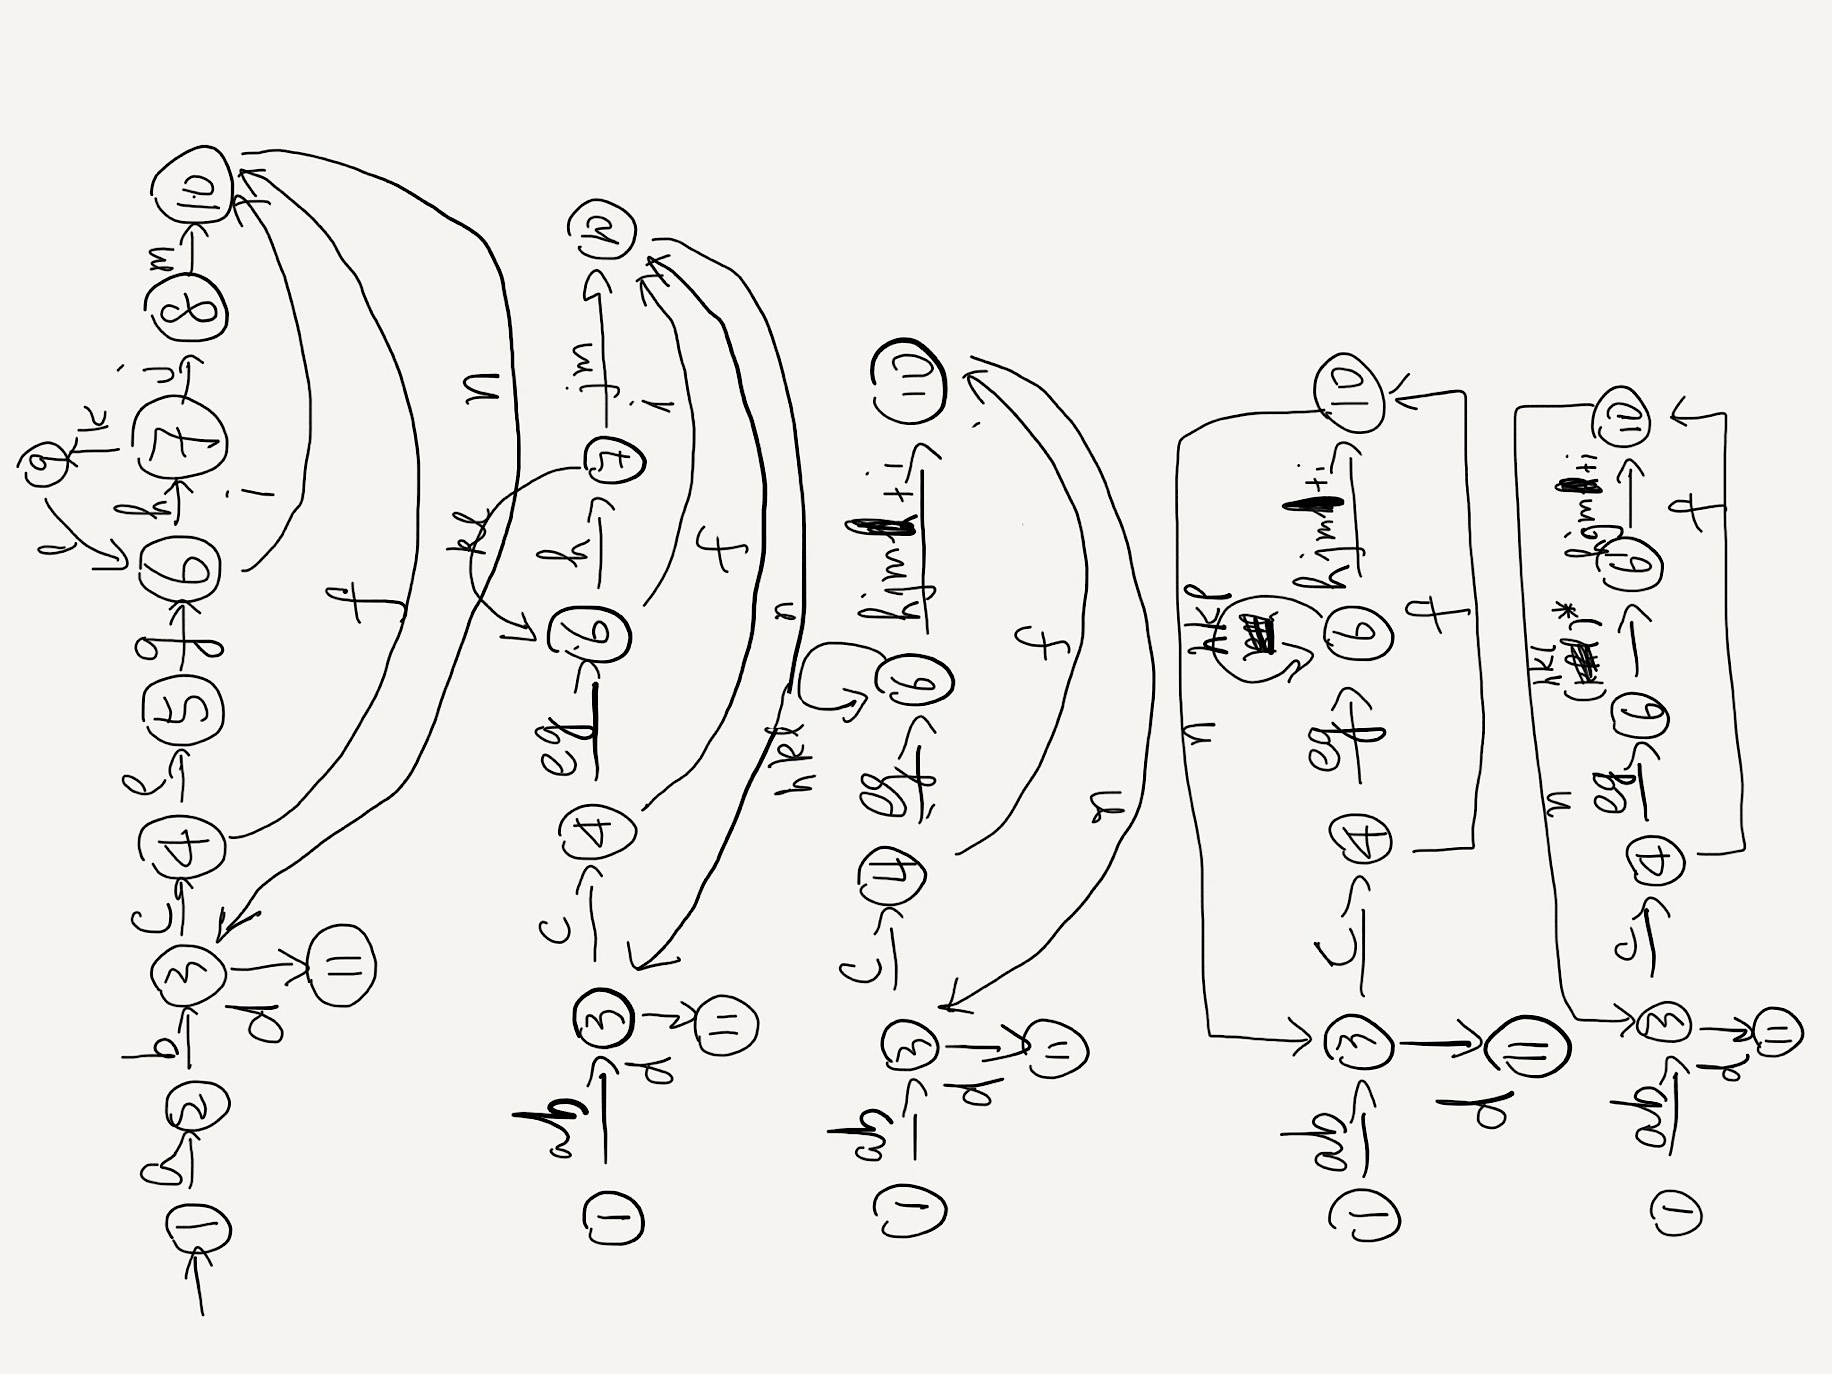 l 9 k
a b c e g h j m
1 2 3 4 5 6 7 8 10
d i
11 f
n
kl
ab c eg h jm
1 3 4 6 7 10
d i
11 f
n
hkl
ab c eg hjm+i
1 3 4 6 10
d
11 f
n
n hkl
ab c eg hjm+i
1 3 4 6 10
d f
11
n hkl
( )*
ab c eg hjm+i
1 3 4 6 6 10
d f
11